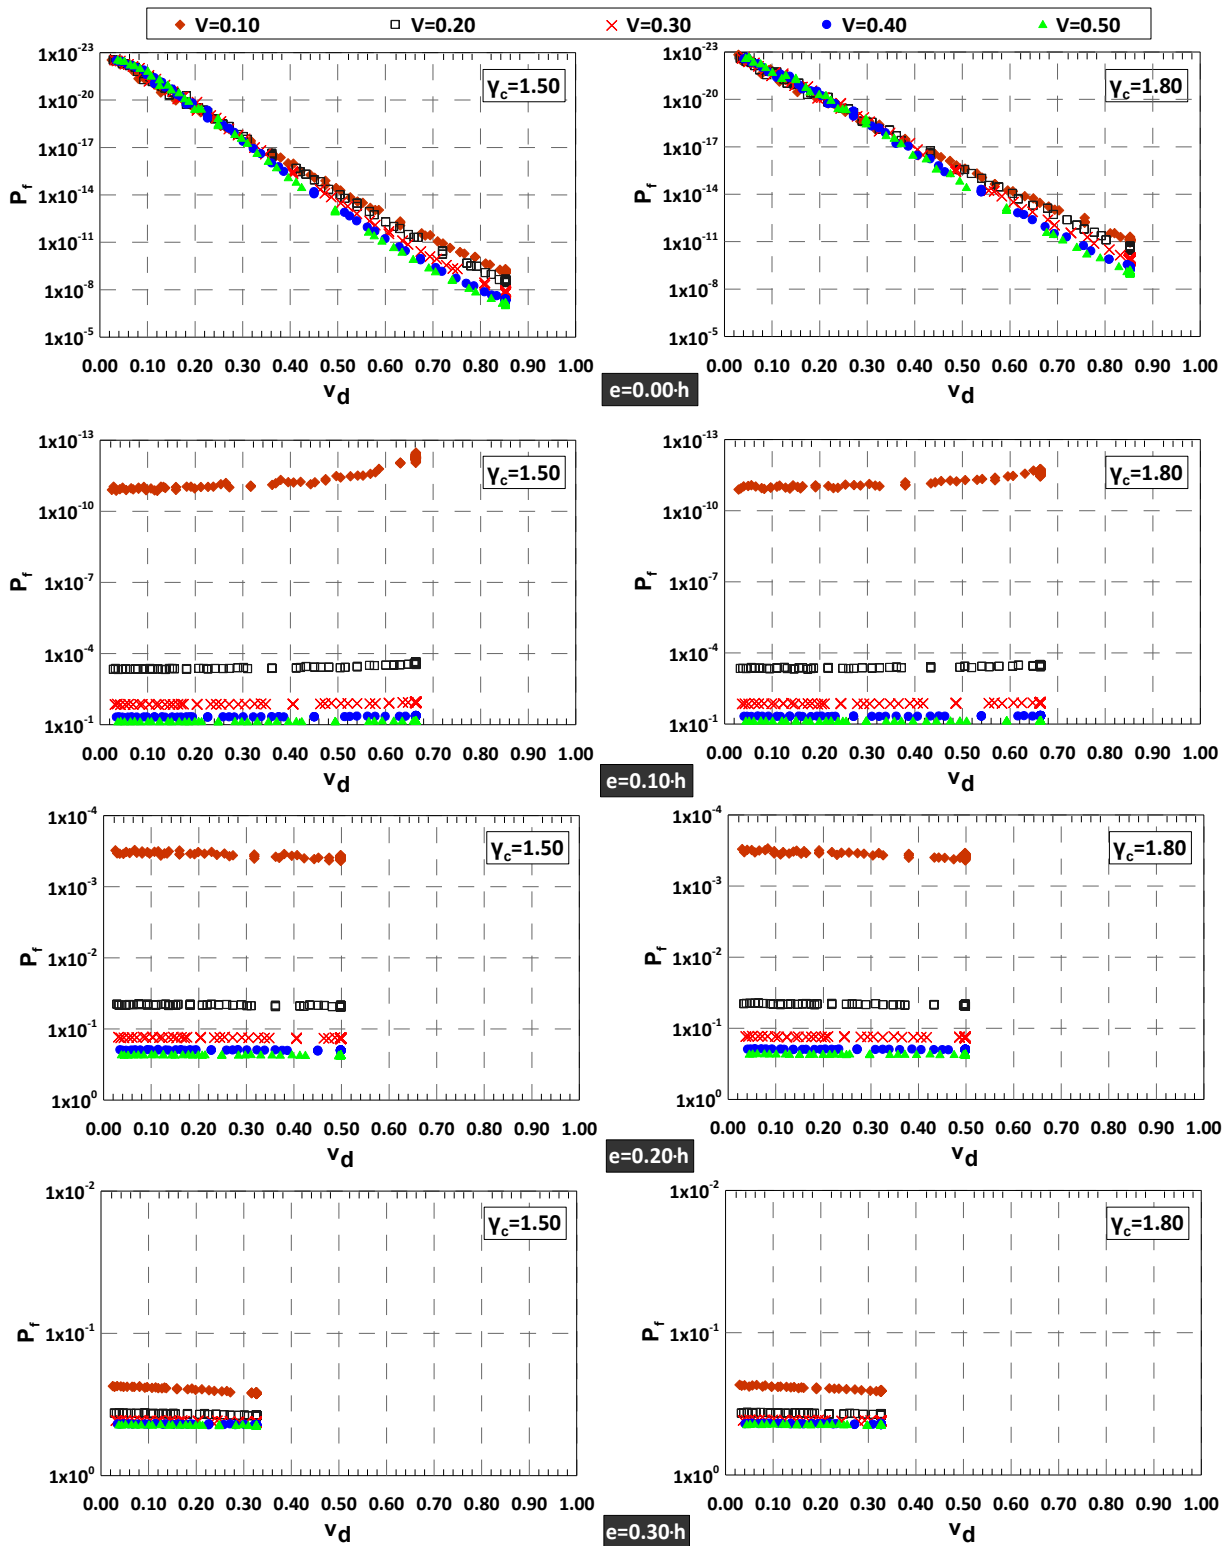 V=0.10 V=0.20 V=0.30 V=0.40 V=0.50
γc=1.50
Pf
1x10-23
1x10-20
1x10-17
1x10-14
1x10-11
1x10-8
1x10-5
0.00 0.10 0.20 0.30 0.40 0.50 0.60 0.70 0.80 0.90 1.00
vd
γc=1.80
Pf
1x10-23
1x10-20
1x10-17
1x10-14
1x10-11
1x10-8
1x10-5
0.00 0.10 0.20 0.30 0.40 0.50 0.60 0.70 0.80 0.90 1.00
vd
e=0.00·h
γc=1.50
Pf
1x10-13
1x10-10
1x10-7
1x10-4
1x10-1
0.00 0.10 0.20 0.30 0.40 0.50 0.60 0.70 0.80 0.90 1.00
vd
γc=1.80
Pf
1x10-13
1x10-10
1x10-7
1x10-4
1x10-1
0.00 0.10 0.20 0.30 0.40 0.50 0.60 0.70 0.80 0.90 1.00
vd
e=0.10·h
γc=1.50
Pf
1x10-4
1x10-3
1x10-2
1x10-1
1x100
0.00 0.10 0.20 0.30 0.40 0.50 0.60 0.70 0.80 0.90 1.00
vd
γc=1.80
Pf
1x10-4
1x10-3
1x10-2
1x10-1
1x100
0.00 0.10 0.20 0.30 0.40 0.50 0.60 0.70 0.80 0.90 1.00
vd
e=0.20·h
γc=1.50
Pf
1x10-2
1x10-1
1x100
0.00 0.10 0.20 0.30 0.40 0.50 0.60 0.70 0.80 0.90 1.00
vd
γc=1.80
Pf
1x10-2
1x10-1
1x100
0.00 0.10 0.20 0.30 0.40 0.50 0.60 0.70 0.80 0.90 1.00
vd
e=0.30·h